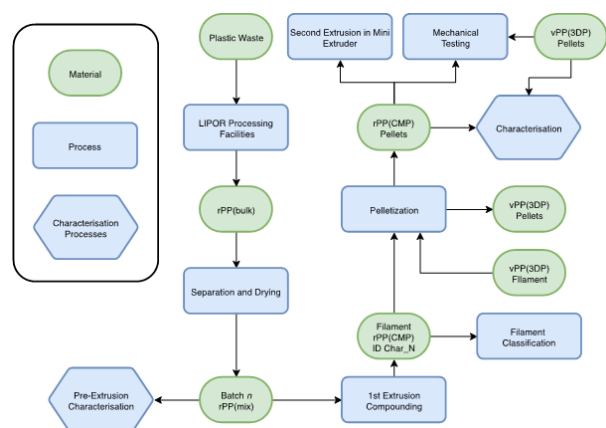 Material
Process
Characterisation
Processes
Plastic Waste
LIPOR Processing
Facilities
rPP(bulk)
Separation and Drying
Batch n
rPP(mix)
Pre-Extrusion
Characterisation
1st Extrusion
Compounding
Filament
rPP(CMP)
ID Char_N
Filament
Classification
Pelletization
vPP(3DP)
Pellets
vPP(3DP)
FIlament
rPP(CMP)
Pellets
Characterisation
Second Extrusion in Mini
Extruder
Mechanical
Testing
vPP(3DP)
Pellets